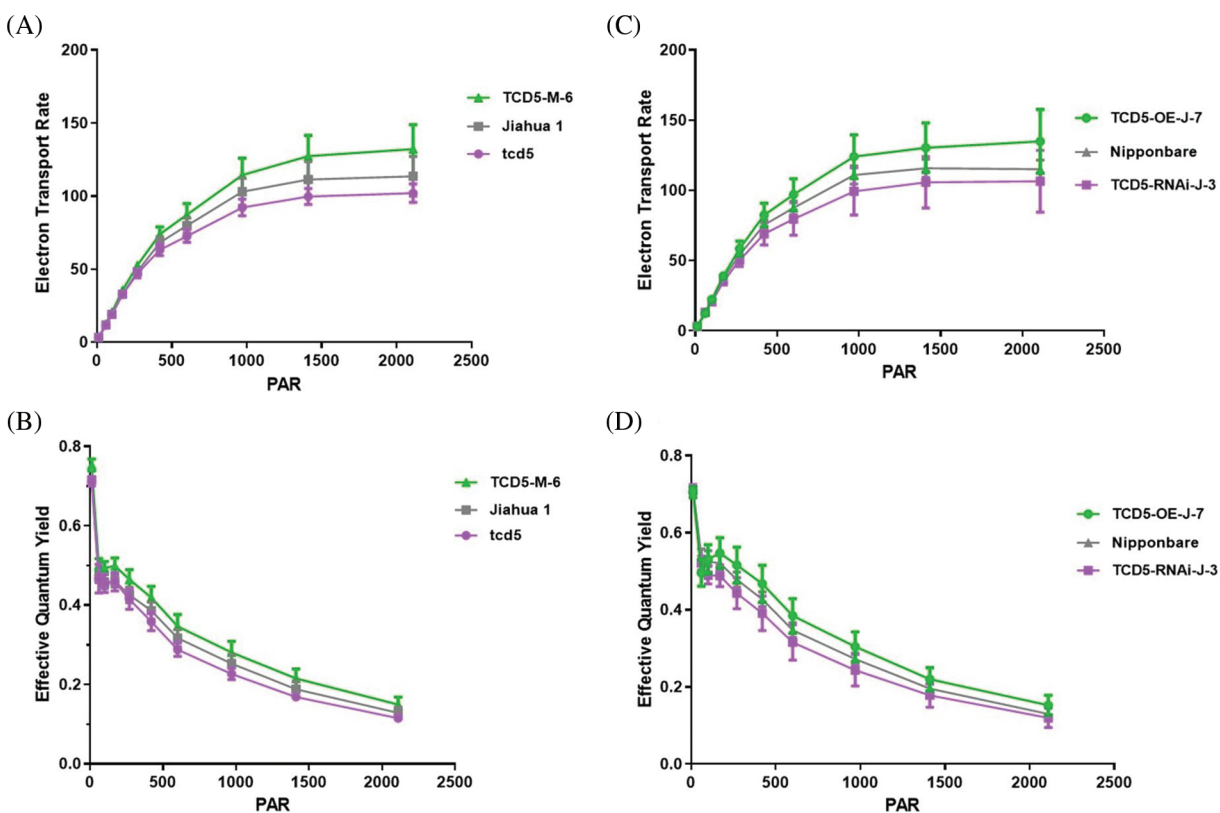 (A)
200
150
100
50
0
Electron Transport Rate
0 500 1000 1500 2000 2500
PAR
TCD5-M-6
Jiahua 1
tcd5
(C)
200
150
100
50
0
Electron Transport Rate
0 500 1000 1500 2000 2500
PAR
TCD5-OE-J-7
Nipponbare
TCD5-RNAi-J-3
(B)
0.8
0.6
0.4
0.2
0.0
Effective Quantum Yield
0 500 1000 1500 2000 2500
PAR
TCD5-M-6
Jiahua 1
tcd5
(D)
0.8
0.6
0.4
0.2
0.0
Effective Quantum Yield
0 500 1000 1500 2000 2500
PAR
TCD5-OE-J-7
Nipponbare
TCD5-RNAi-J-3